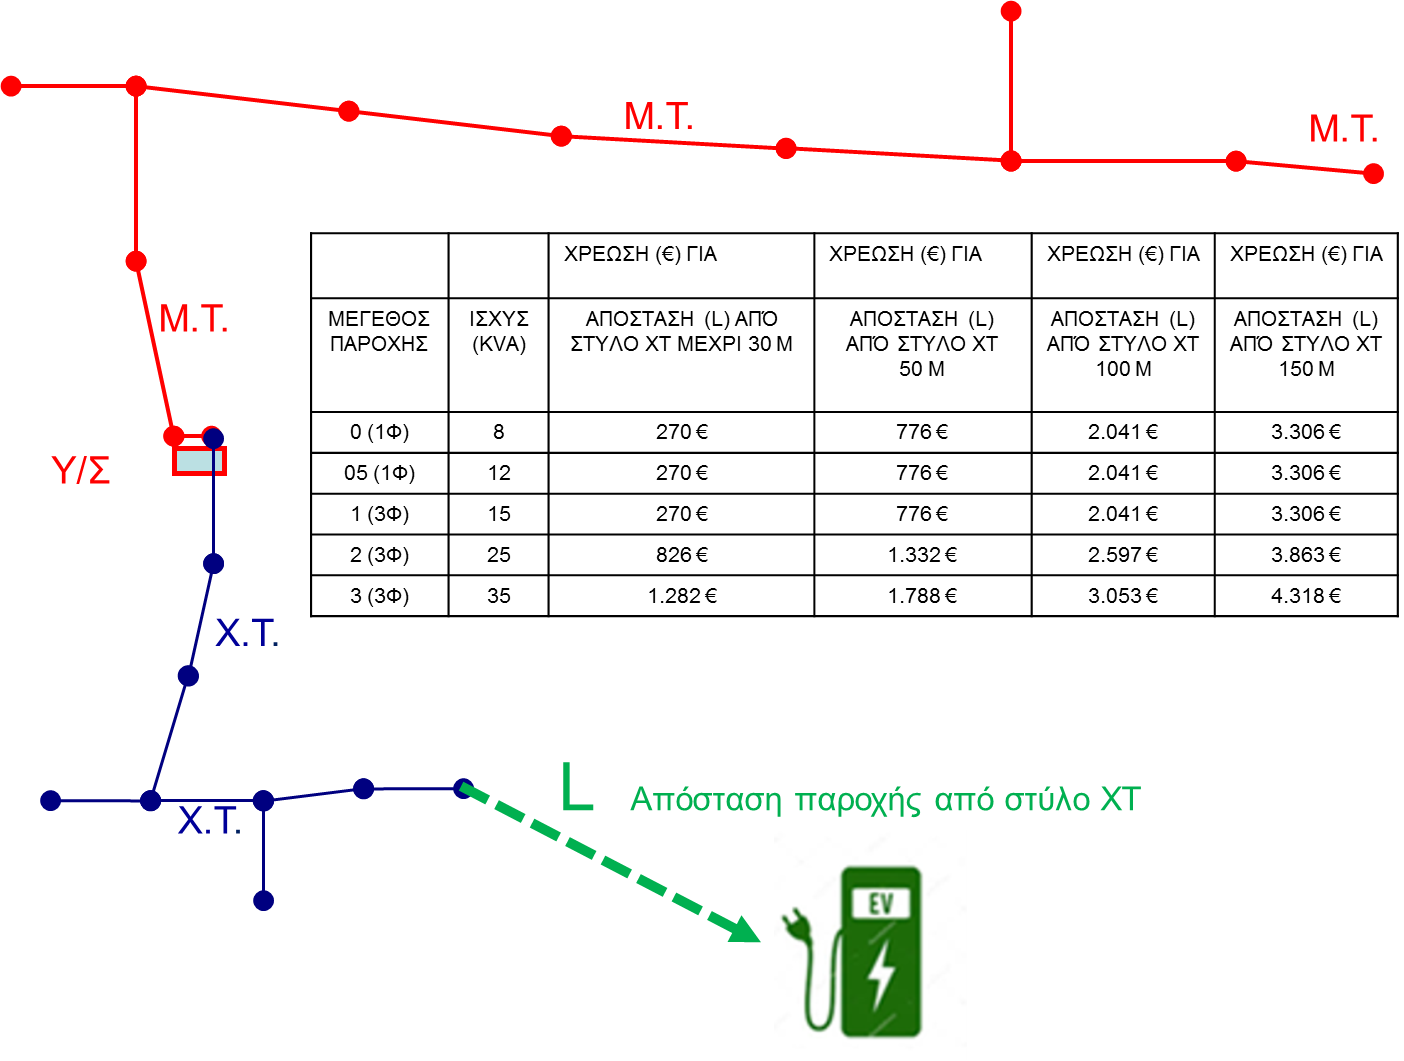 Μ.Τ.
Μ.Τ.
Μ.Τ.
Υ/Σ
ΧΡΕΩΣΗ (€) ΓΙΑ ΧΡΕΩΣΗ (€) ΓΙΑ ΧΡΕΩΣΗ (€) ΓΙΑ ΧΡΕΩΣΗ (€) ΓΙΑ
ΜΕΓΕΘΟΣ ΙΣΧΥΣ ΑΠΟΣΤΑΣΗ (L) ΑΠΌ ΑΠΟΣΤΑΣΗ (L) ΑΠΟΣΤΑΣΗ (L) ΑΠΟΣΤΑΣΗ (L)
ΠΑΡΟΧΗΣ (KVA) ΣΤΥΛΟ ΧΤ ΜΕΧΡΙ 30 Μ ΑΠΌ ΣΤΥΛΟ ΧΤ ΑΠΌ ΣΤΥΛΟ ΧΤ ΑΠΌ ΣΤΥΛΟ ΧΤ
50 Μ 100 Μ 150 Μ
0 (1Φ) 8 270 € 776 € 2.041 € 3.306 €
05 (1Φ) 12 270 € 776 € 2.041 € 3.306 €
1 (3Φ) 15 270 € 776 € 2.041 € 3.306 €
2 (3Φ) 25 826 € 1.332 € 2.597 € 3.863 €
3 (3Φ) 35 1.282 € 1.788 € 3.053 € 4.318 €
Χ.Τ.
Χ.Τ.
L Απόσταση παροχής από στύλο ΧΤ
EV